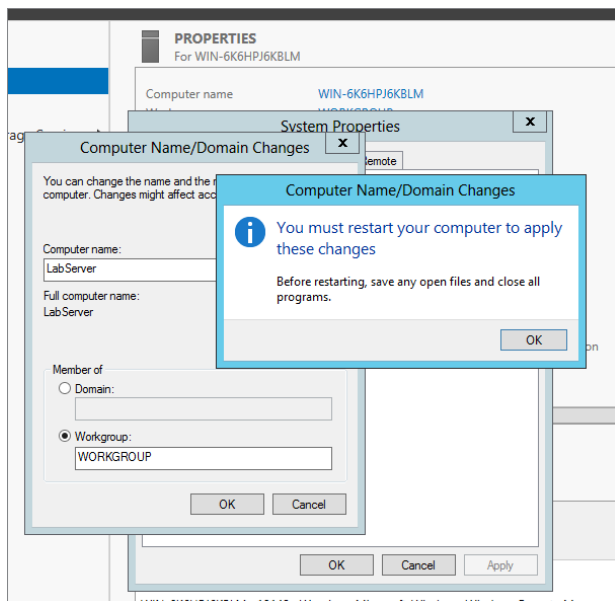 PROPERTIES
For WIN-6K6HPJ6KBLM
Computer name WIN-6K6HPJ6KBLM
WORKGROUP
System Properties
x
Remote
Computer Name/Domain Changes
x
You can change the name and the
computer. Changes might affect
Computer name:
LabServer
Full computer name:
LabServer
Member of
Domain:
Workgroup:
WORKGROUP
OK Cancel
Computer Name/Domain Changes
You must restart your computer to apply
these changes
Before restarting, save any open files and close all
programs.
OK
OK Cancel Apply